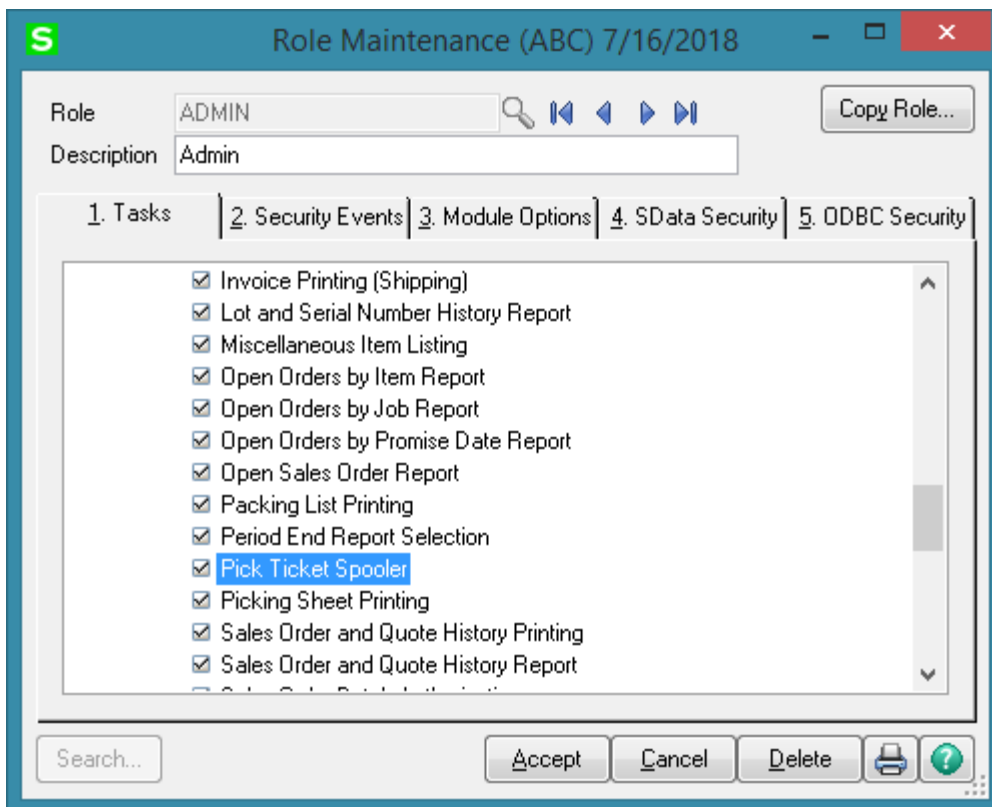 S
Role Maintenance (ABC) 7/16/2018
Role ADMIN Copy Role...
Description Admin
1. Tasks 2. Security Events 3. Module Options 4. SData Security 5. ODBC Security
Invoice Printing (Shipping)
Lot and Serial Number History Report
Miscellaneous Item Listing
Open Orders by Item Report
Open Orders by Job Report
Open Orders by Promise Date Report
Open Sales Order Report
Packing List Printing
Period End Report Selection
Pick Ticket Spooler
Picking Sheet Printing
Sales Order and Quote History Printing
Sales Order and Quote History Report
Search... Accept Cancel Delete ?